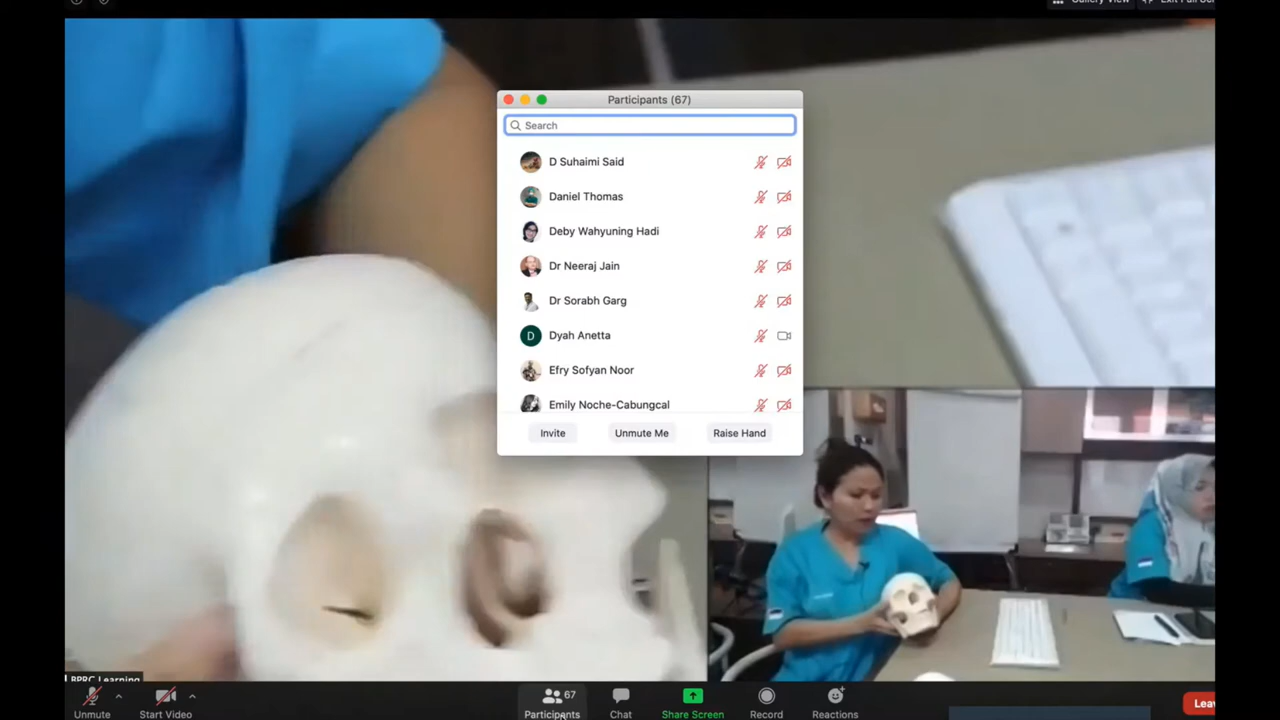 Participants (67)
Search
D Suhaimi Said
Daniel Thomas
Deby Wahyuning Hadi
Dr Neeraj Jain
Dr Sorabh Garg
D Dyah Anetta
Efry Sofyan Noor
Emily Noche-Cabungcal
Invite Unmute Me Raise Hand
BPRC Learning
67
Unmute Start Video Participants Chat Share Screen Record Reactions